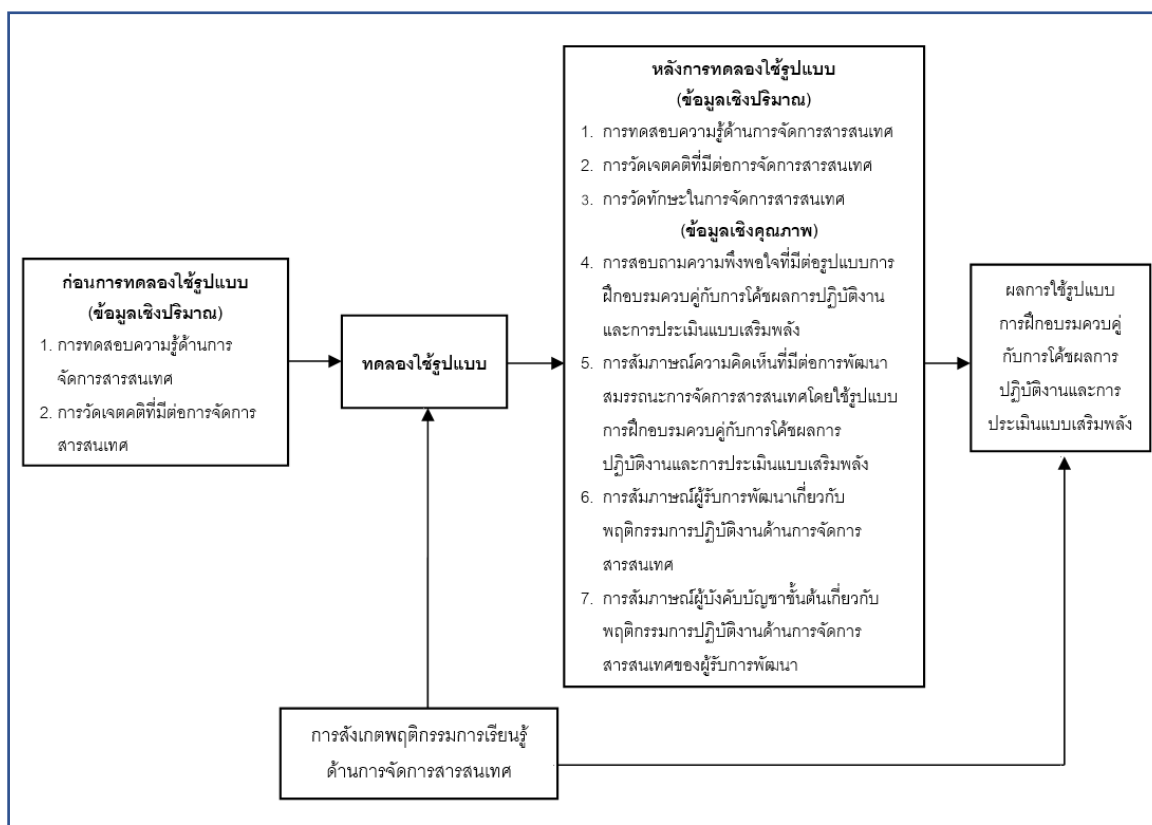 ก่อนการทดลองใช้รูปแบบ
(ข้อมูลเชิงปริมาณ)
1. การทดสอบความรู้ด้านการ
จัดการสารสนเทศ
2. การวัดเจตคติที่มีต่อการจัดการ
สารสนเทศ
ทดลองใช้รูปแบบ
หลังการทดลองใช้รูปแบบ
(ข้อมูลเชิงปริมาณ)
1. การทดสอบความรู้ด้านการจัดการสารสนเทศ
2. การวัดเจตคติที่มีต่อการจัดการสารสนเทศ
3. การวัดทักษะในการจัดการสารสนเทศ
(ข้อมูลเชิงคุณภาพ)
4. การสอบถามความพึงพอใจที่มีต่อรูปแบบการ
ฝึกอบรมควบคู่กับการโค้ชผลการปฏิบัติงาน
และการประเมินแบบเสริมพลัง
5. การสัมภาษณ์ความคิดเห็นที่มีต่อการพัฒนา
สมรรถนะการจัดการสารสนเทศโดยใช้รูปแบบ
การฝึกอบรมควบคู่กับการโค้ชผลการ
ปฏิบัติงานและการประเมินแบบเสริมพลัง
6. การสัมภาษณ์ผู้รับการพัฒนาเกี่ยวกับ
พฤติกรรมการปฏิบัติงานด้านการจัดการ
สารสนเทศ
7. การสัมภาษณ์ผู้บังคับบัญชาชั้นต้นเกี่ยวกับ
พฤติกรรมการปฏิบัติงานด้านการจัดการ
สารสนเทศของผู้รับการพัฒนา
ผลการใช้รูปแบบ
การฝึกอบรมควบคู่
กับการโค้ชผลการ
ปฏิบัติงานและการ
ประเมินแบบเสริมพลัง
การสังเกตพฤติกรรมการเรียนรู้
ด้านการจัดการสารสนเทศ